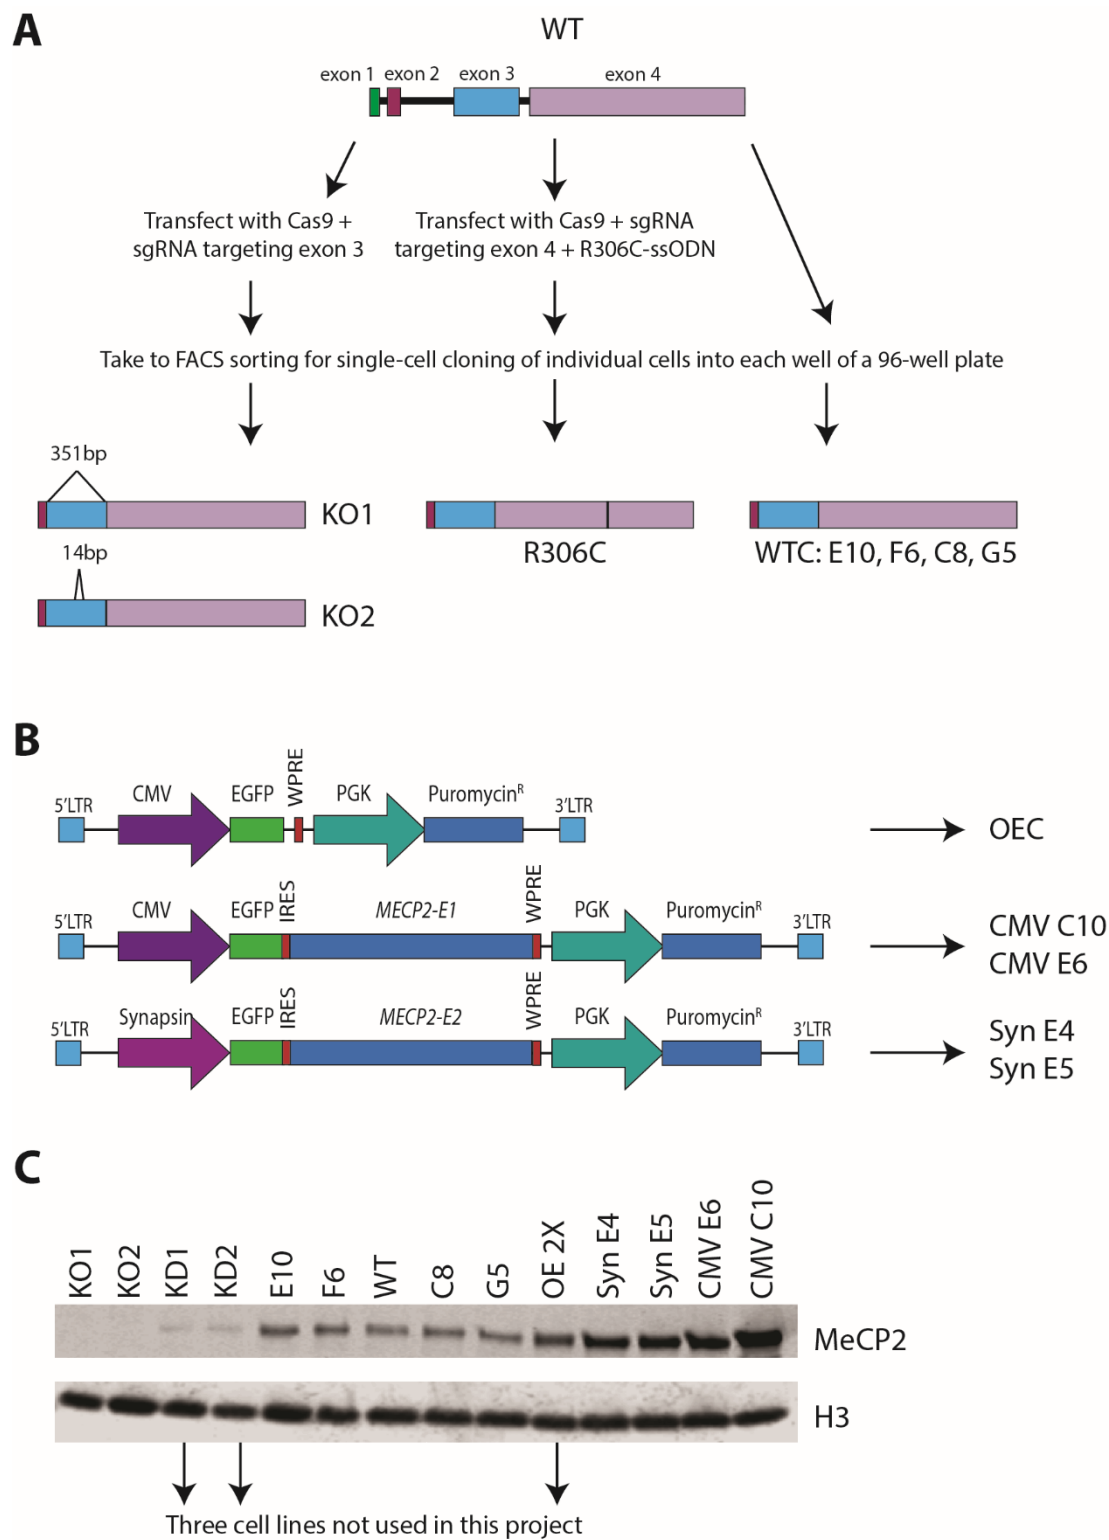 A
WT
exon 1 exon 2 exon 3 exon 4
Transfect with Cas9 +
sgRNA targeting exon 3
Transfect with Cas9 + sgRNA
targeting exon 4 + R306C-ssODN
Take to FACS sorting for single-cell cloning of individual cells into each well of a 96-well plate
351bp
KO1
14bp
KO2
R306C
WTC: E10, F6, C8, G5
B
5'LTR CMV EGFP WPRE PGK Puromycinᴿ 3'LTR
OEC
5'LTR CMV EGFP IRES MECP2-E1 WPRE PGK Puromycinᴿ 3'LTR
CMV C10
CMV E6
5'LTR Synapsin EGFP IRES MECP2-E2 WPRE PGK Puromycinᴿ 3'LTR
Syn E4
Syn E5
C
KO1 KO2 KD1 KD2 E10 F6 WT C8 G5 OE 2X Syn E4 Syn E5 CMV E6 CMV C10
MeCP2
H3
Three cell lines not used in this project